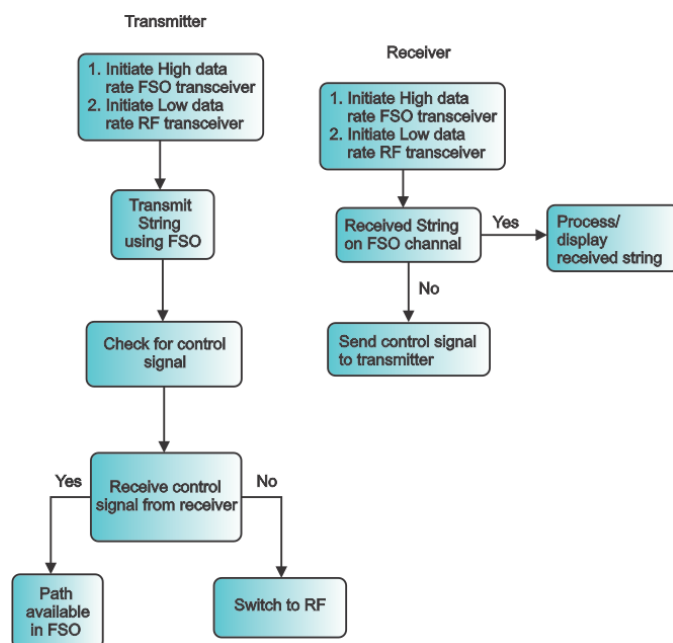 Transmitter
1. Initiate High data
rate FSO transceiver
2. Initiate Low data
rate RF transceiver
Transmit
String
using FSO
Check for control
signal
Receive control
signal from receiver
Yes
No
Path
available
in FSO
Switch to RF
Receiver
1. Initiate High data
rate FSO transceiver
2. Initiate Low data
rate RF transceiver
Received String
on FSO channel
Yes
Process/
display
received string
No
Send control signal
to transmitter